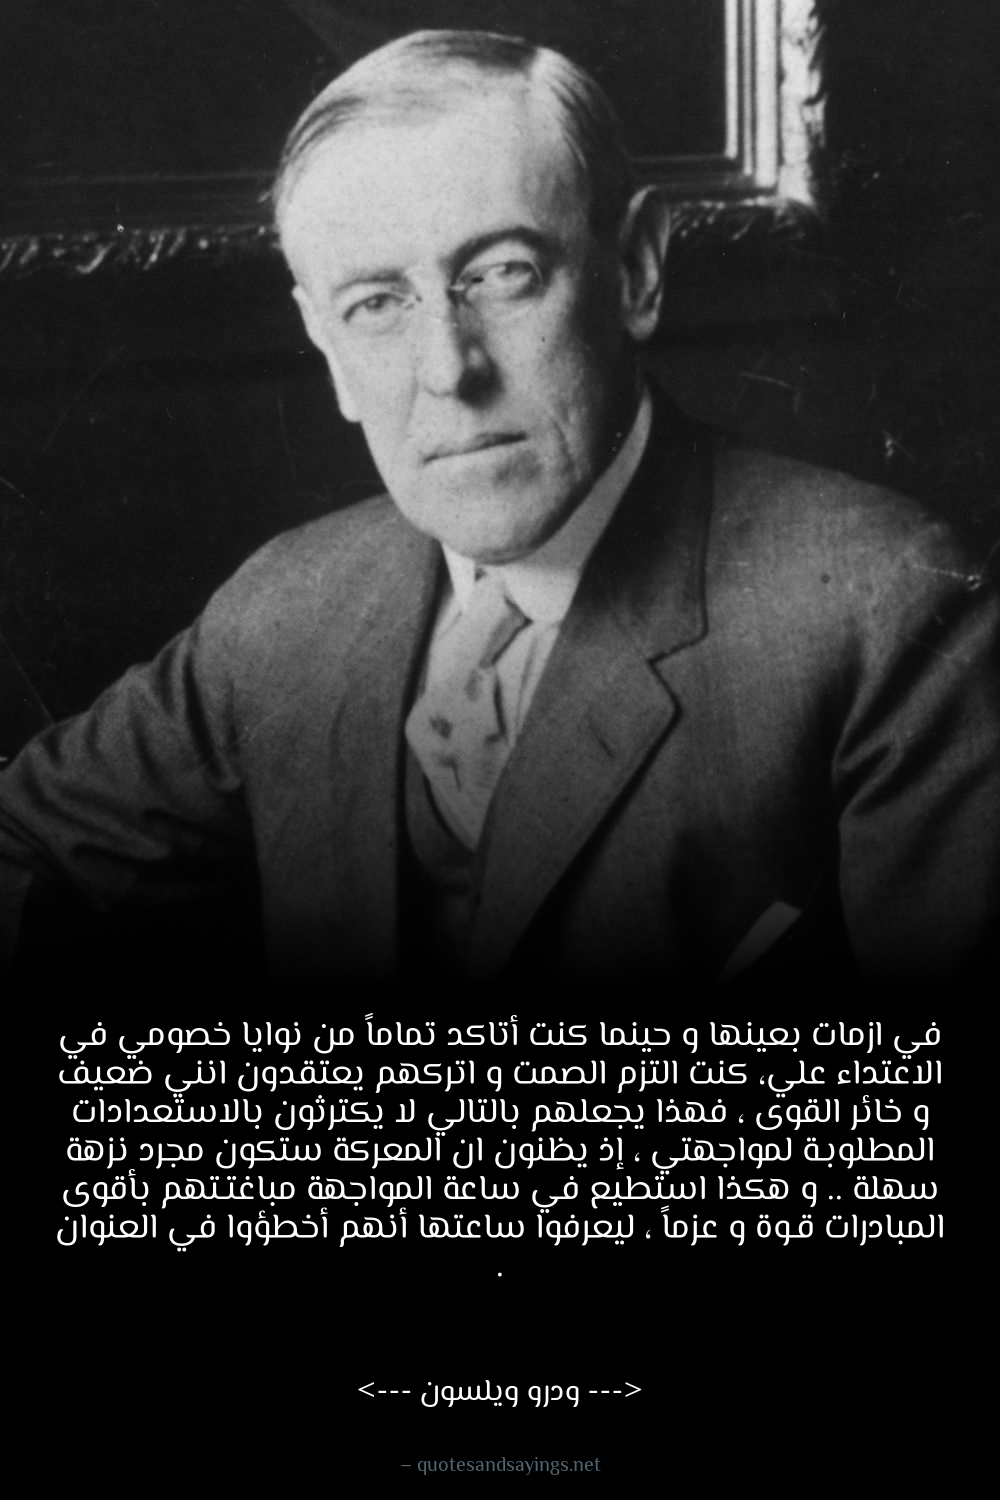 في ازمات بعينها و حينما كنت أتاكد تماماً من نوايا خصومي في
الاعتداء علي، كنت التزم الصمت و اتركهم يعتقدون انني ضعيف
و خائر القوى ، فهذا يجعلهم بالتالي لا يكترثون بالاستعدادات
المطلوبة لمواجهتي ، إذ يظنون ان المعركة ستكون مجرد نزهة
سهلة .. و هكذا استطيع في ساعة المواجهة مباغتتهم بأقوى
المبادرات قوة و عزماً ، ليعرفوا ساعتها أنهم أخطؤوا في العنوان
.
<--- ودرو ويلسون --->
– quotesandsayings.net